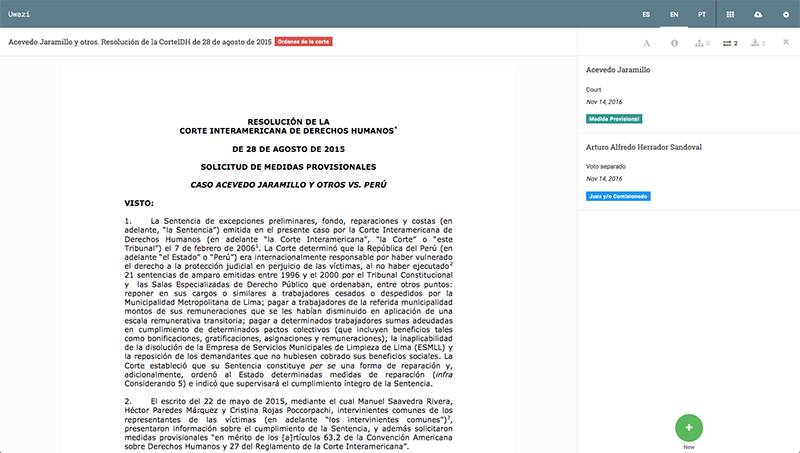 Uwazi
ES EN PT
Acevedo Jaramillo y otros. Resolución de la CorteIDH de 28 de agosto de 2015 Ordenes de la corte
A 0 2 2
RESOLUCIÓN DE LA
CORTE INTERAMERICANA DE DERECHOS HUMANOS*
DE 28 DE AGOSTO DE 2015
SOLICITUD DE MEDIDAS PROVISIONALES
CASO ACEVEDO JARAMILLO Y OTROS VS. PERÚ
VISTO:
1. La Sentencia de excepciones preliminares, fondo, reparaciones y costas (en
adelante, “la Sentencia”) emitida en el presente caso por la Corte Interamericana de
Derechos Humanos (en adelante “la Corte Interamericana”, “la Corte” o “este
Tribunal”) el 7 de febrero de 2006¹. La Corte determinó que la República del Perú (en
adelante “el Estado” o “Perú”) era internacionalmente responsable por haber vulnerado
el derecho a la protección judicial en perjuicio de las víctimas, al no haber ejecutado²
21 sentencias de amparo emitidas entre 1996 y el 2000 por el Tribunal Constitucional
y las Salas Especializadas de Derecho Público que ordenaban, entre otros puntos:
reponer en sus cargos o similares a trabajadores cesados o despedidos por la
Municipalidad Metropolitana de Lima; pagar a trabajadores de la referida municipalidad
montos de sus remuneraciones que se les habían disminuido en aplicación de una
escala remunerativa transitoria; pagar a determinados trabajadores sumas adeudadas
en cumplimiento de determinados pactos colectivos (que incluyen beneficios tales
como bonificaciones, gratificaciones, asignaciones y remuneraciones); la inaplicabilidad
de la disolución de la Empresa de Servicios Municipales de Limpieza de Lima (ESMLL) y
la reposición de los demandantes que no hubiesen cobrado sus beneficios sociales. La
Corte estableció que su Sentencia constituye per se una forma de reparación y,
adicionalmente, ordenó al Estado determinadas medidas de reparación (infra
Considerando 5) e indicó que supervisará el cumplimiento íntegro de la Sentencia.
2. El escrito del 22 de mayo de 2015, mediante el cual Manuel Saavedra Rivera,
Héctor Paredes Márquez y Cristina Rojas Poccorpachi, intervinientes comunes de los
representantes de las víctimas (en adelante “los intervinientes comunes”)³,
presentaron información sobre el cumplimiento de la Sentencia, y además solicitaron
medidas provisionales “en mérito de los [a]rtículos 63.2 de la Convención Americana
sobre Derechos Humanos y 27 del Reglamento de la Corte Interamericana”.
Acevedo Jaramillo
Court
Nov 14, 2016
Medida Provisional
Arturo Alfredo Herrador Sandoval
Voto separado
Nov 14, 2016
Juez y/o Comisionado
New